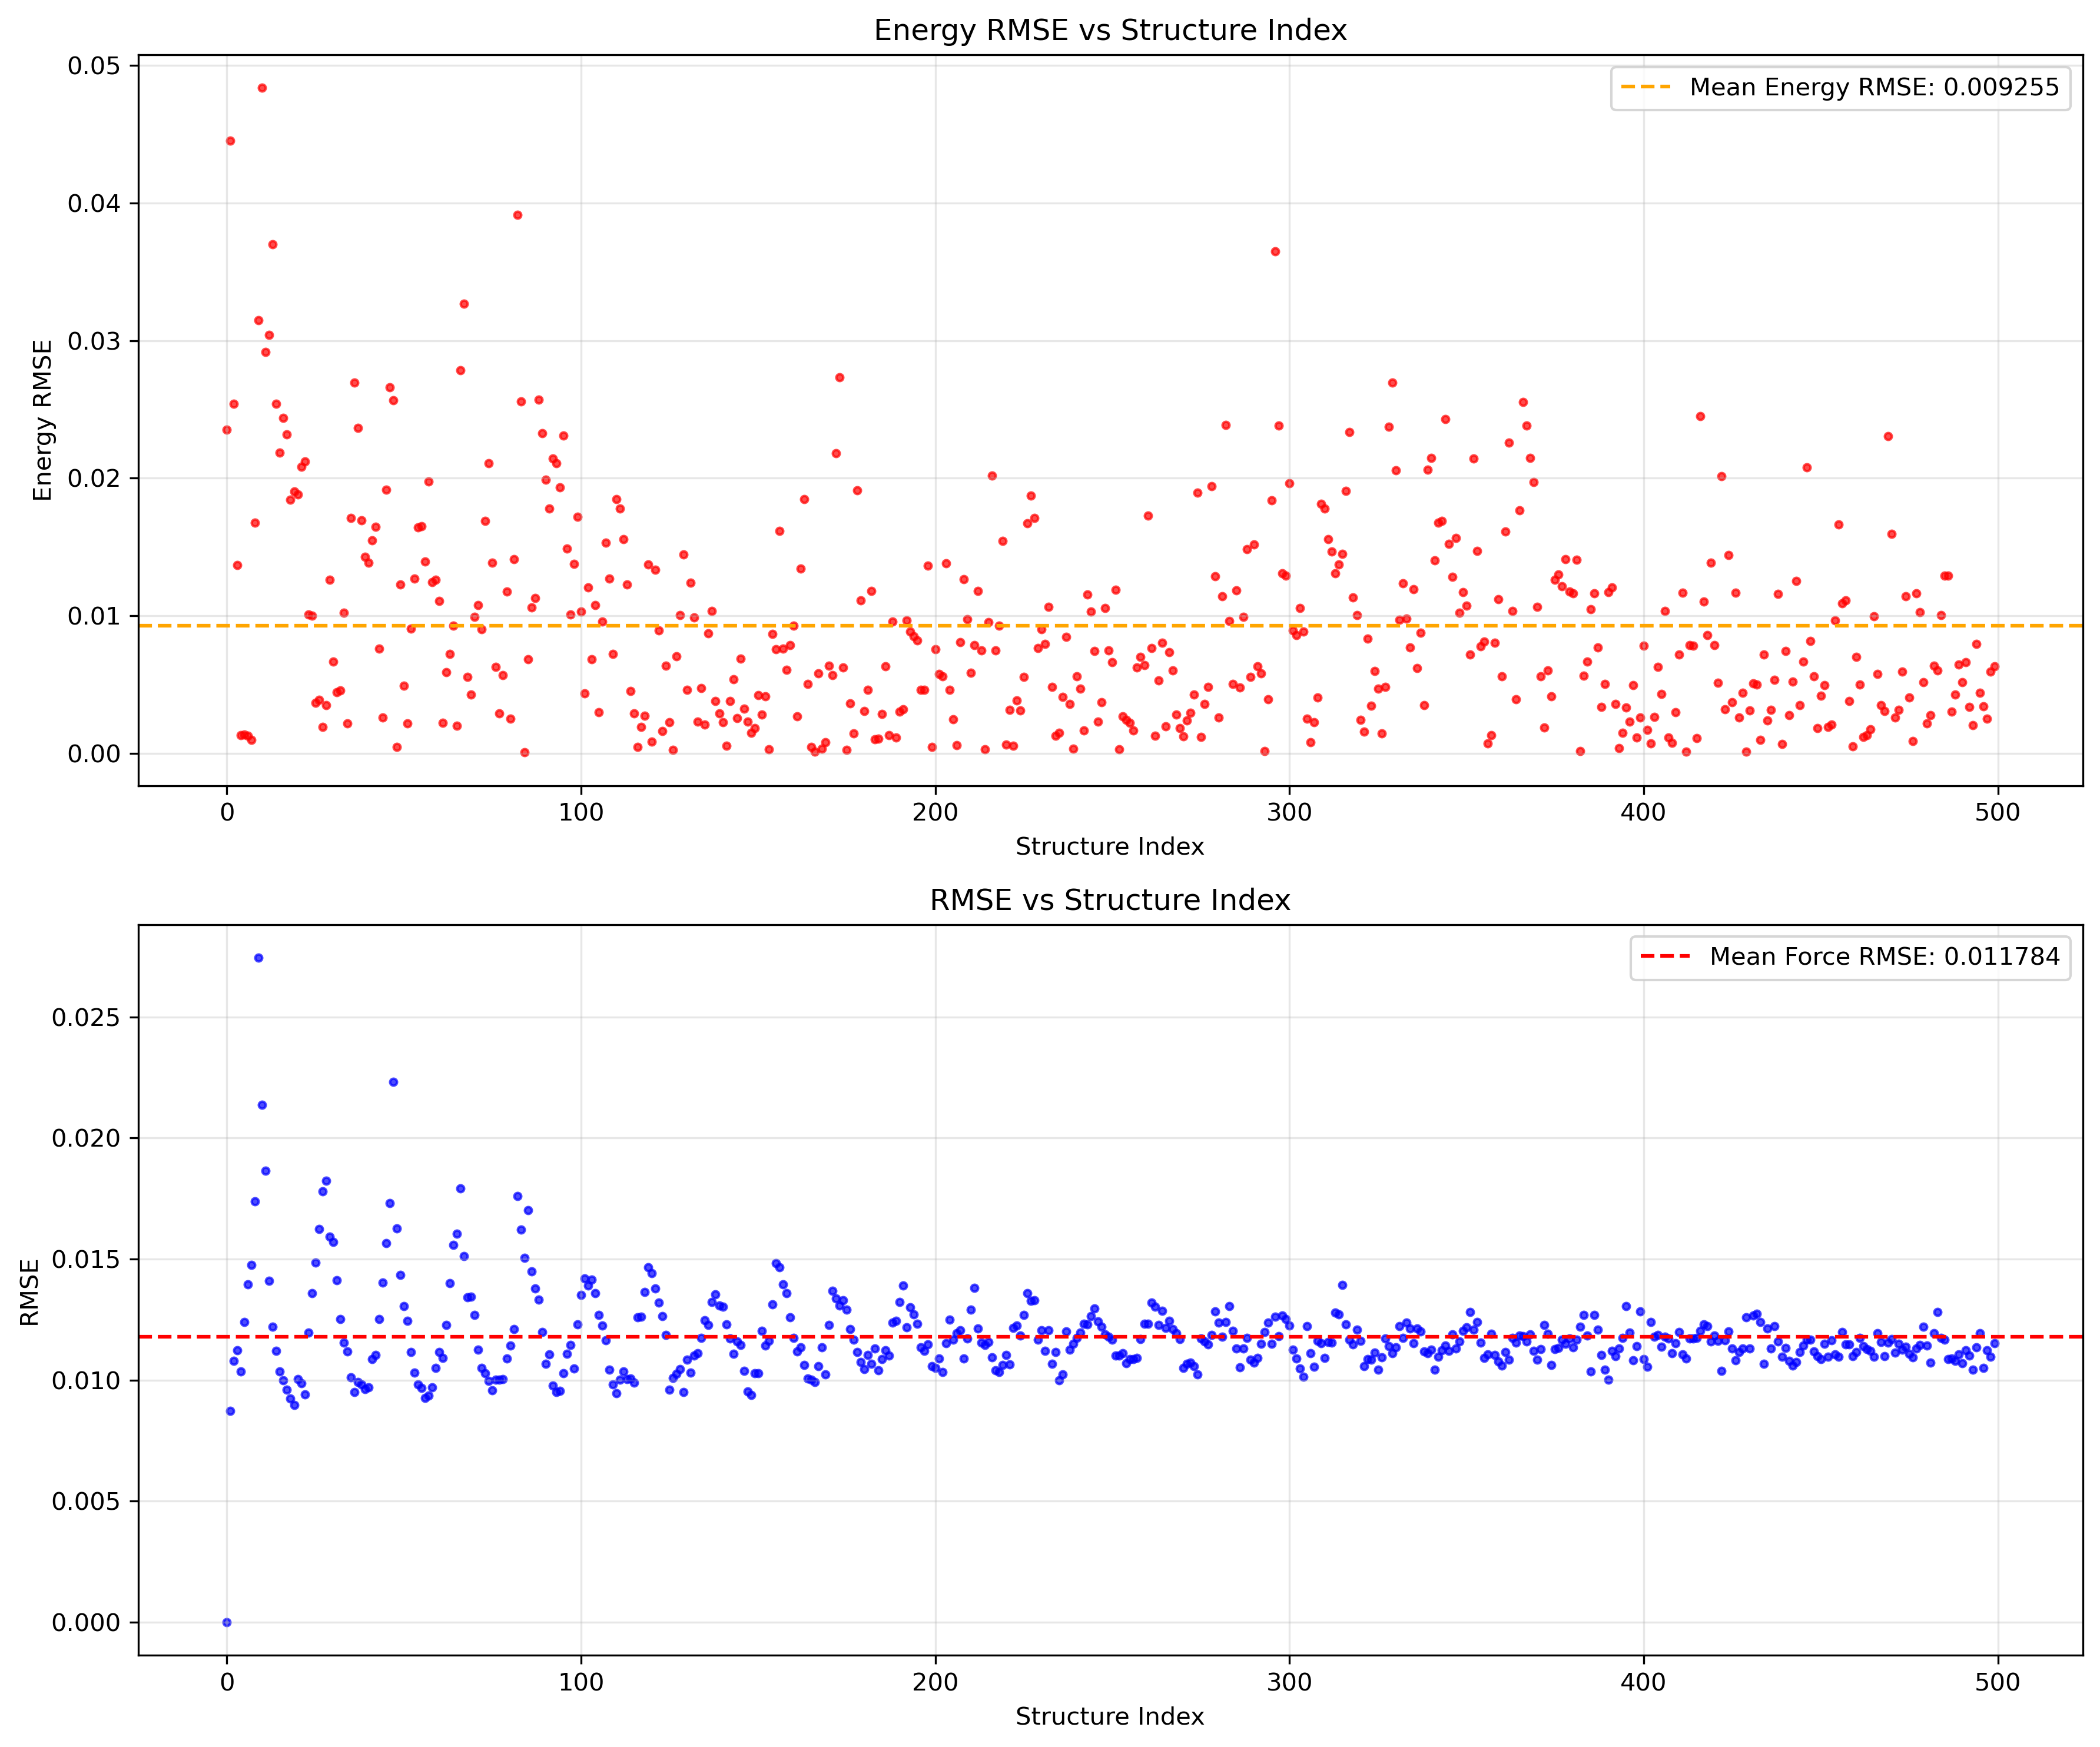 Energy RMSE vs Structure Index
Mean Energy RMSE: 0.009255
Energy RMSE
0.05
0.04
0.03
0.02
0.01
0.00
0 100 200 300 400 500
Structure Index
RMSE vs Structure Index
Mean Force RMSE: 0.011784
RMSE
0.025
0.020
0.015
0.010
0.005
0.000
0 100 200 300 400 500
Structure Index